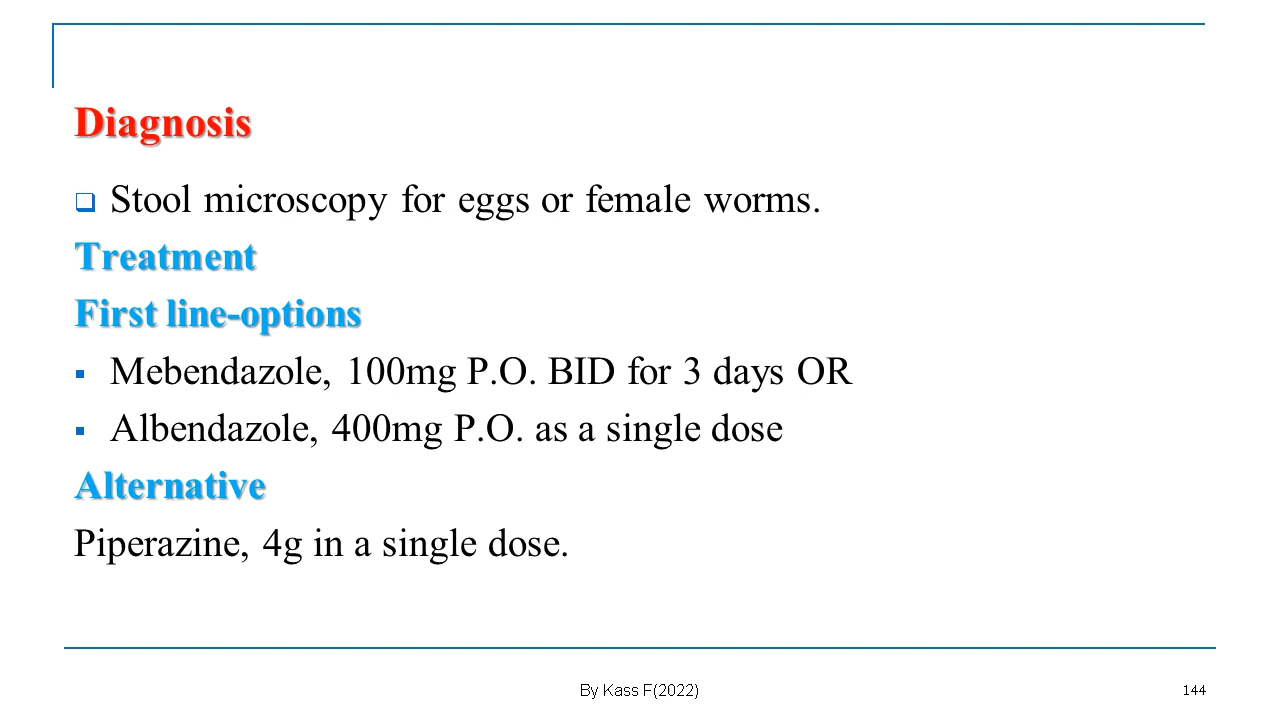 Diagnosis
Stool microscopy for eggs or female worms.
Treatment
First line-options
Mebendazole, 100mg P.O. BID for 3 days OR
Albendazole, 400mg P.O. as a single dose
Alternative
Piperazine, 4g in a single dose.
By Kass F(2022)
144